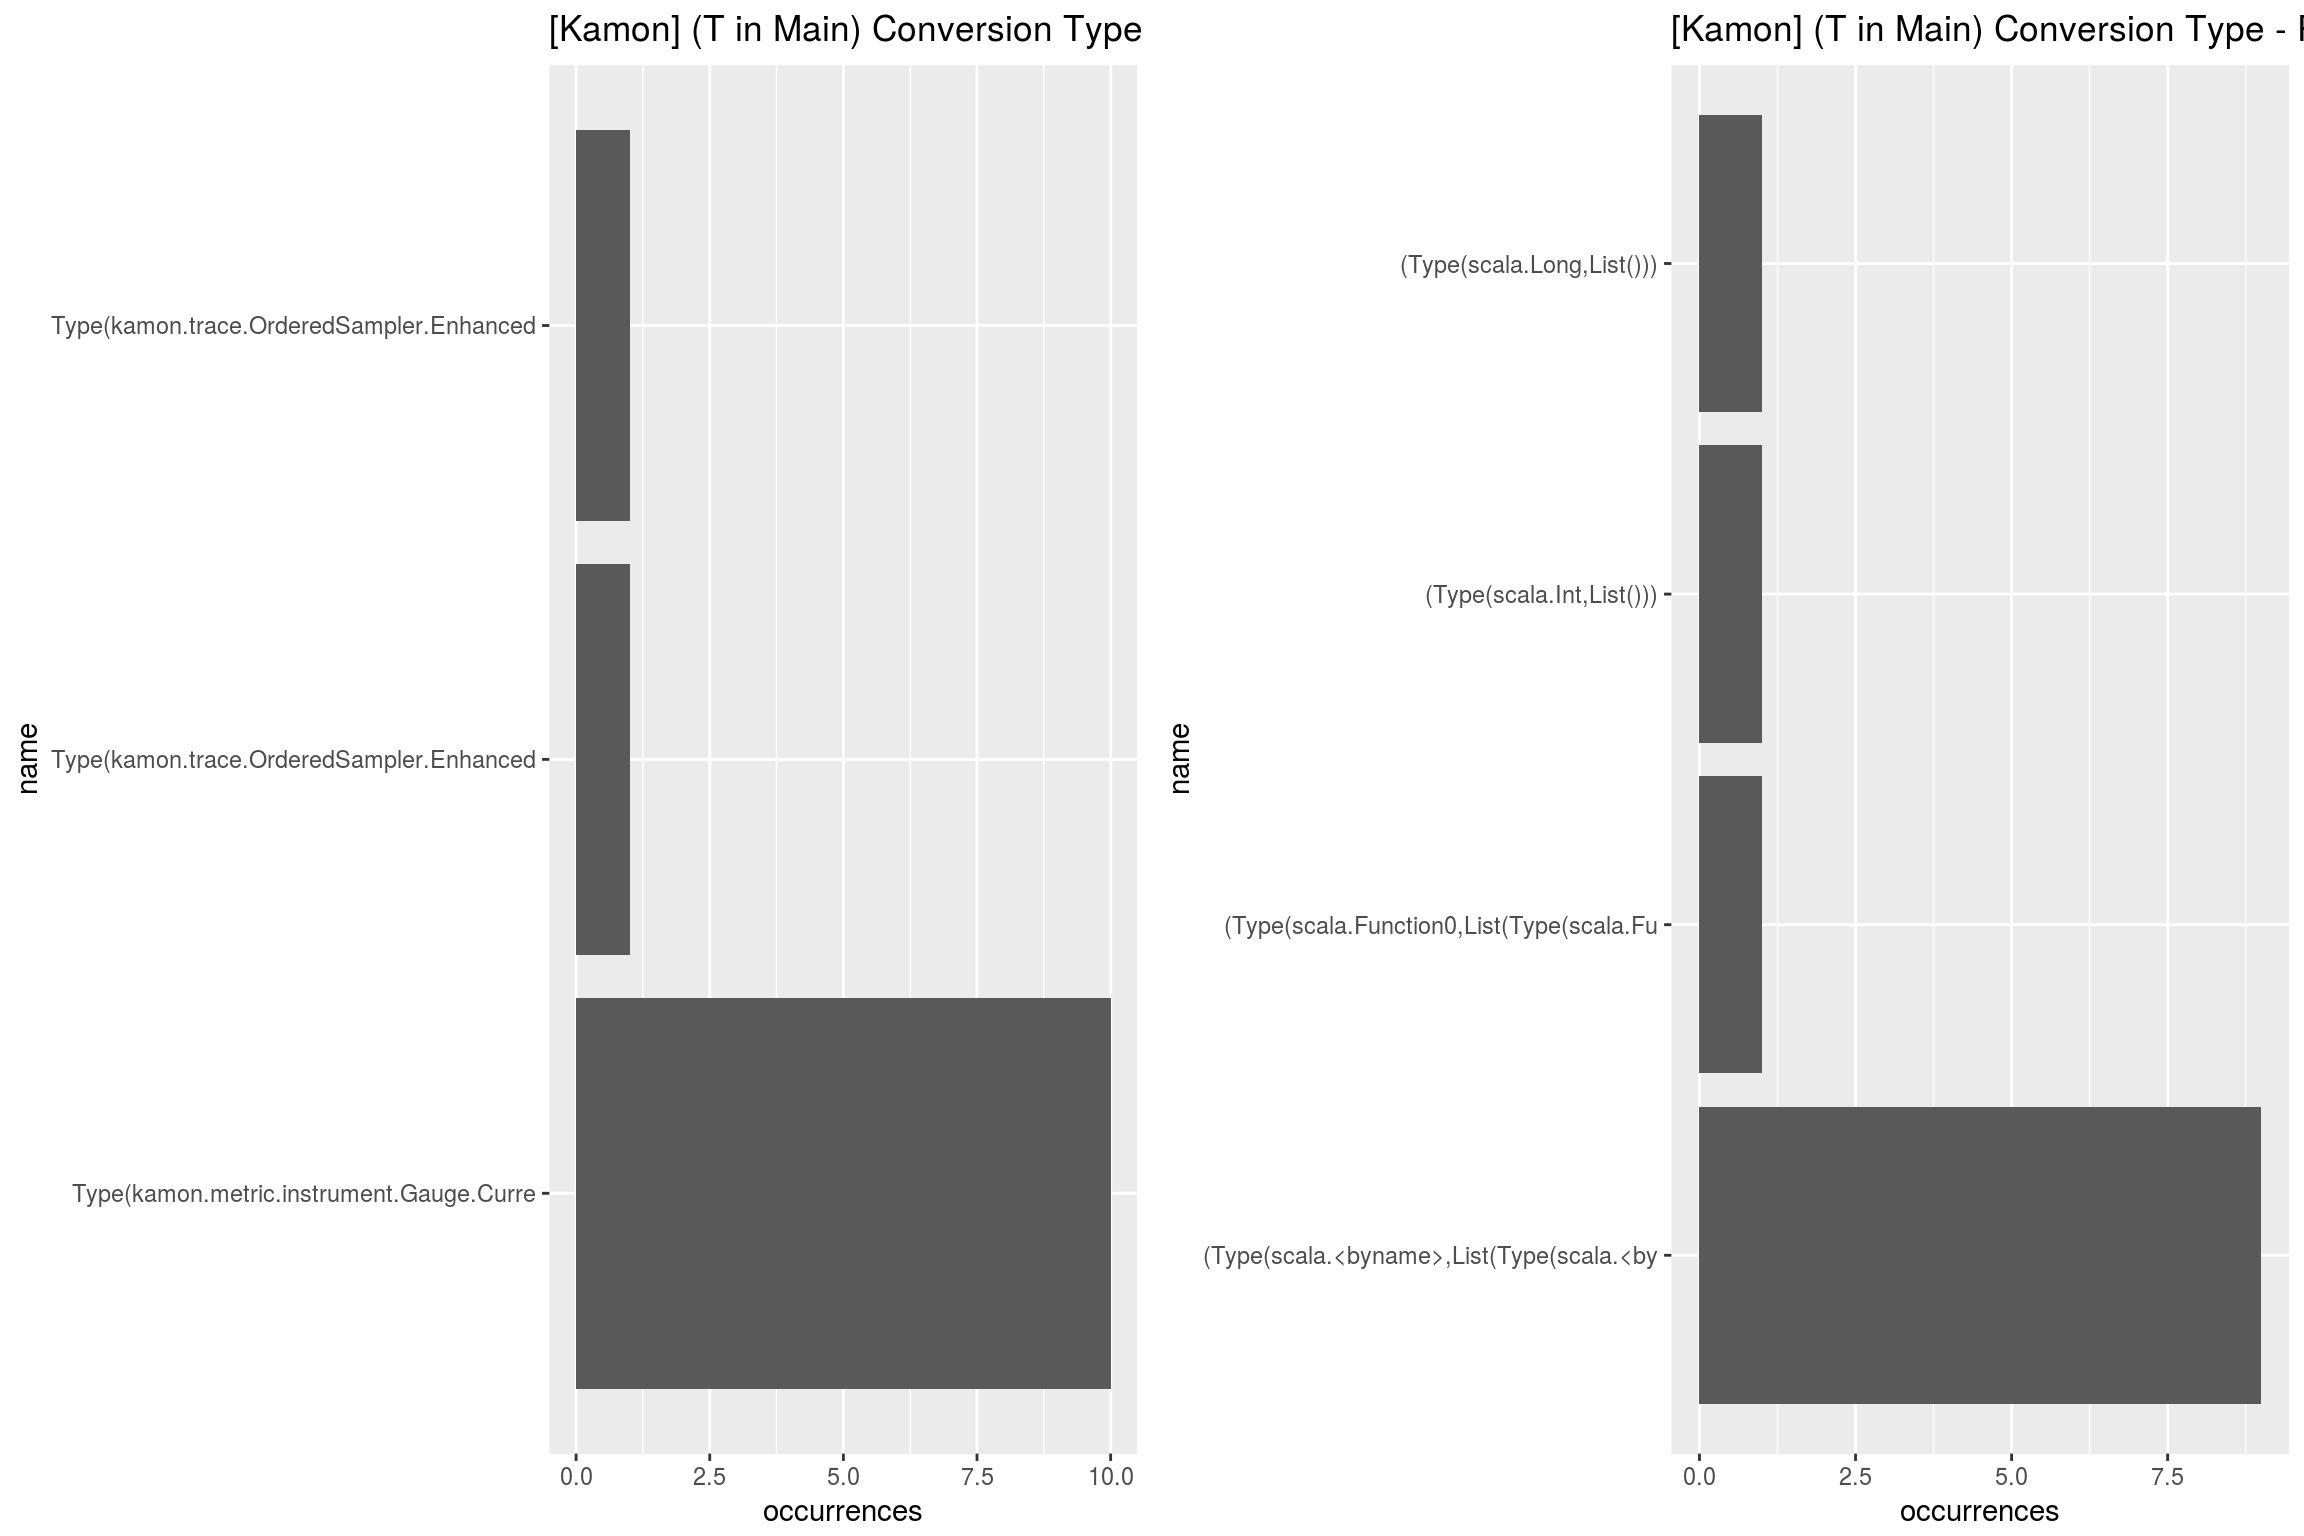 [Kamon] (T in Main) Conversion Type
Type(kamon.trace.OrderedSampler.Enhanced
Type(kamon.trace.OrderedSampler.Enhanced
Type(kamon.metric.instrument.Gauge.Curre
name
0.0 2.5 5.0 7.5 10.0
occurrences
[Kamon] (T in Main) Conversion Type -
(Type(scala.Long,List()))
(Type(scala.Int,List()))
(Type(scala.Function0,List(Type(scala.Fu
(Type(scala.<byname>,List(Type(scala.<by
name
0.0 2.5 5.0 7.5
occurrences